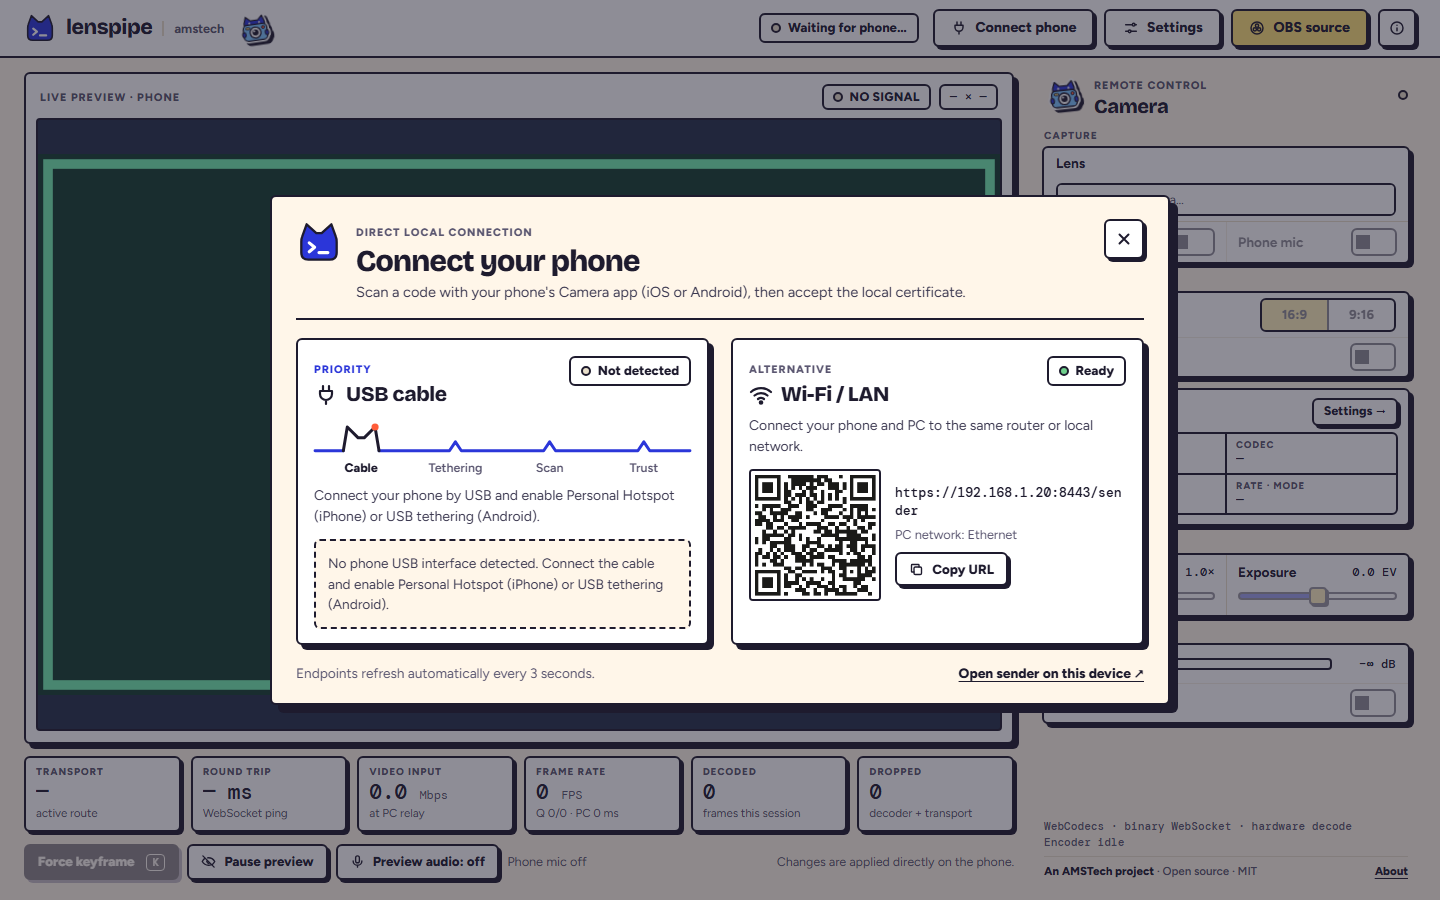 lenspipe
amstech
Waiting for phone...
Connect phone
Settings
OBS source
LIVE PREVIEW · PHONE
NO SIGNAL
— × —
REMOTE CONTROL
Camera
CAPTURE
Lens
Phone mic
16:9
9:16
Settings →
CODEC
—
RATE · MODE
—
1.0×
Exposure
0.0 EV
-∞ dB
DIRECT LOCAL CONNECTION
Connect your phone
Scan a code with your phone's Camera app (iOS or Android), then accept the local certificate.
PRIORITY
USB cable
Not detected
Cable
Tethering
Scan
Trust
Connect your phone by USB and enable Personal Hotspot
(iPhone) or USB tethering (Android).
No phone USB interface detected. Connect the cable
and enable Personal Hotspot (iPhone) or USB tethering
(Android).
ALTERNATIVE
Wi-Fi / LAN
Ready
Connect your phone and PC to the same router or local
network.
https://192.168.1.20:8443/sen
der
PC network: Ethernet
Copy URL
Endpoints refresh automatically every 3 seconds.
Open sender on this device ↗
TRANSPORT
—
active route
ROUND TRIP
— ms
WebSocket ping
VIDEO INPUT
0.0 Mbps
at PC relay
FRAME RATE
0 FPS
Q 0/0 · PC 0 ms
DECODED
0
frames this session
DROPPED
0
decoder + transport
Force keyframe K
Pause preview
Preview audio: off
Phone mic off
Changes are applied directly on the phone.
WebCodecs · binary WebSocket · hardware decode
Encoder idle
An AMSTech project · Open source · MIT
About